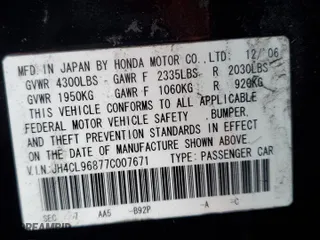 MFD. IN JAPAN BY HONDA MOTOR CO., LTD. 12/06
GVWR 4300LBS GAWR F 2335LBS R 2030LBS
GVWR 1950KG GAWR F 1060KG R 920KG
THIS VEHICLE CONFORMS TO ALL APPLICABLE
FEDERAL MOTOR VEHICLE SAFETY, BUMPER,
AND THEFT PREVENTION STANDARDS IN EFFECT
ON THE DATE OF MANUFACTURE SHOWN ABOVE.
V.I.N: JH4CL96877C007671 TYPE: PASSENGER CAR
AA5 -B92P -A -C